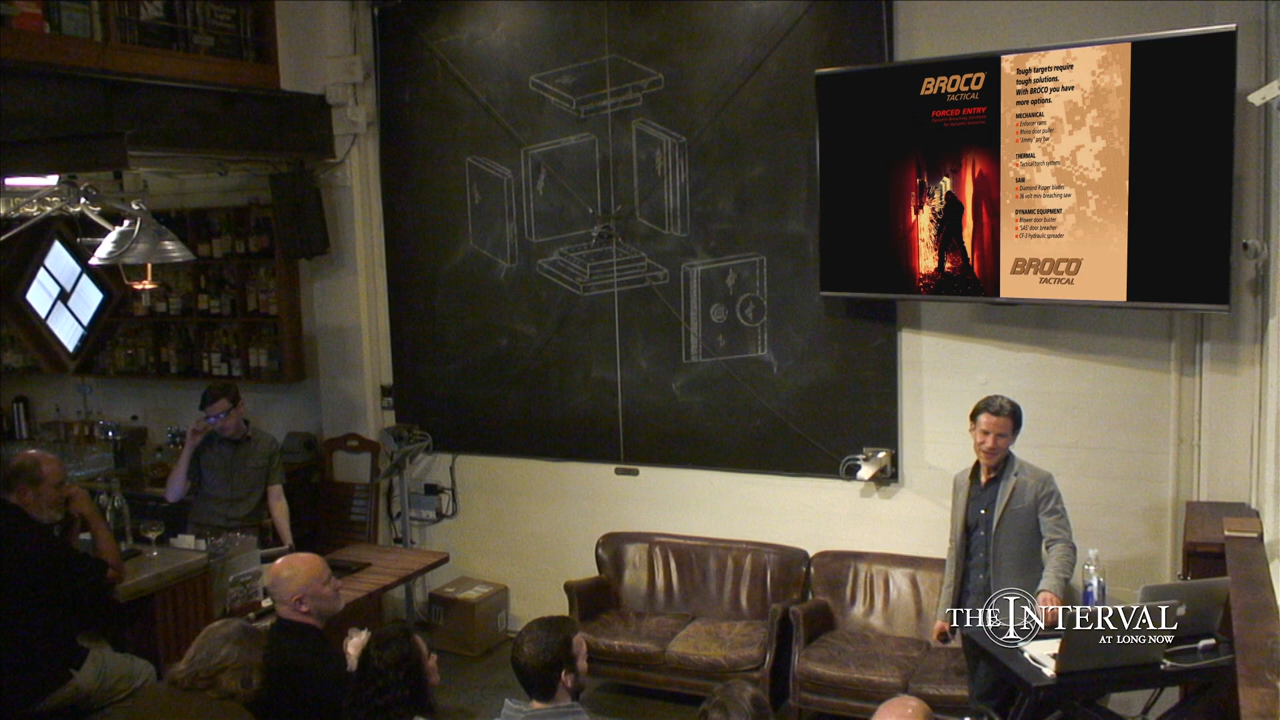 BROCO
TACTICAL
FORCED ENTRY
Tough targets require
tough solutions.
With BROCO you have
more options.
MECHANICAL
Enforcer rams
Rhino door puller
'Jimmy' pry bar
THERMAL
Tactical torch systems
SAW
Diamond Ripper blades
36 volt mini breaching saw
DYNAMIC EQUIPMENT
Blower door buster
door breacher
CF-3 hydraulic spreader
BROCO
TACTICAL
THE INTERVAL
AT LONG NOW